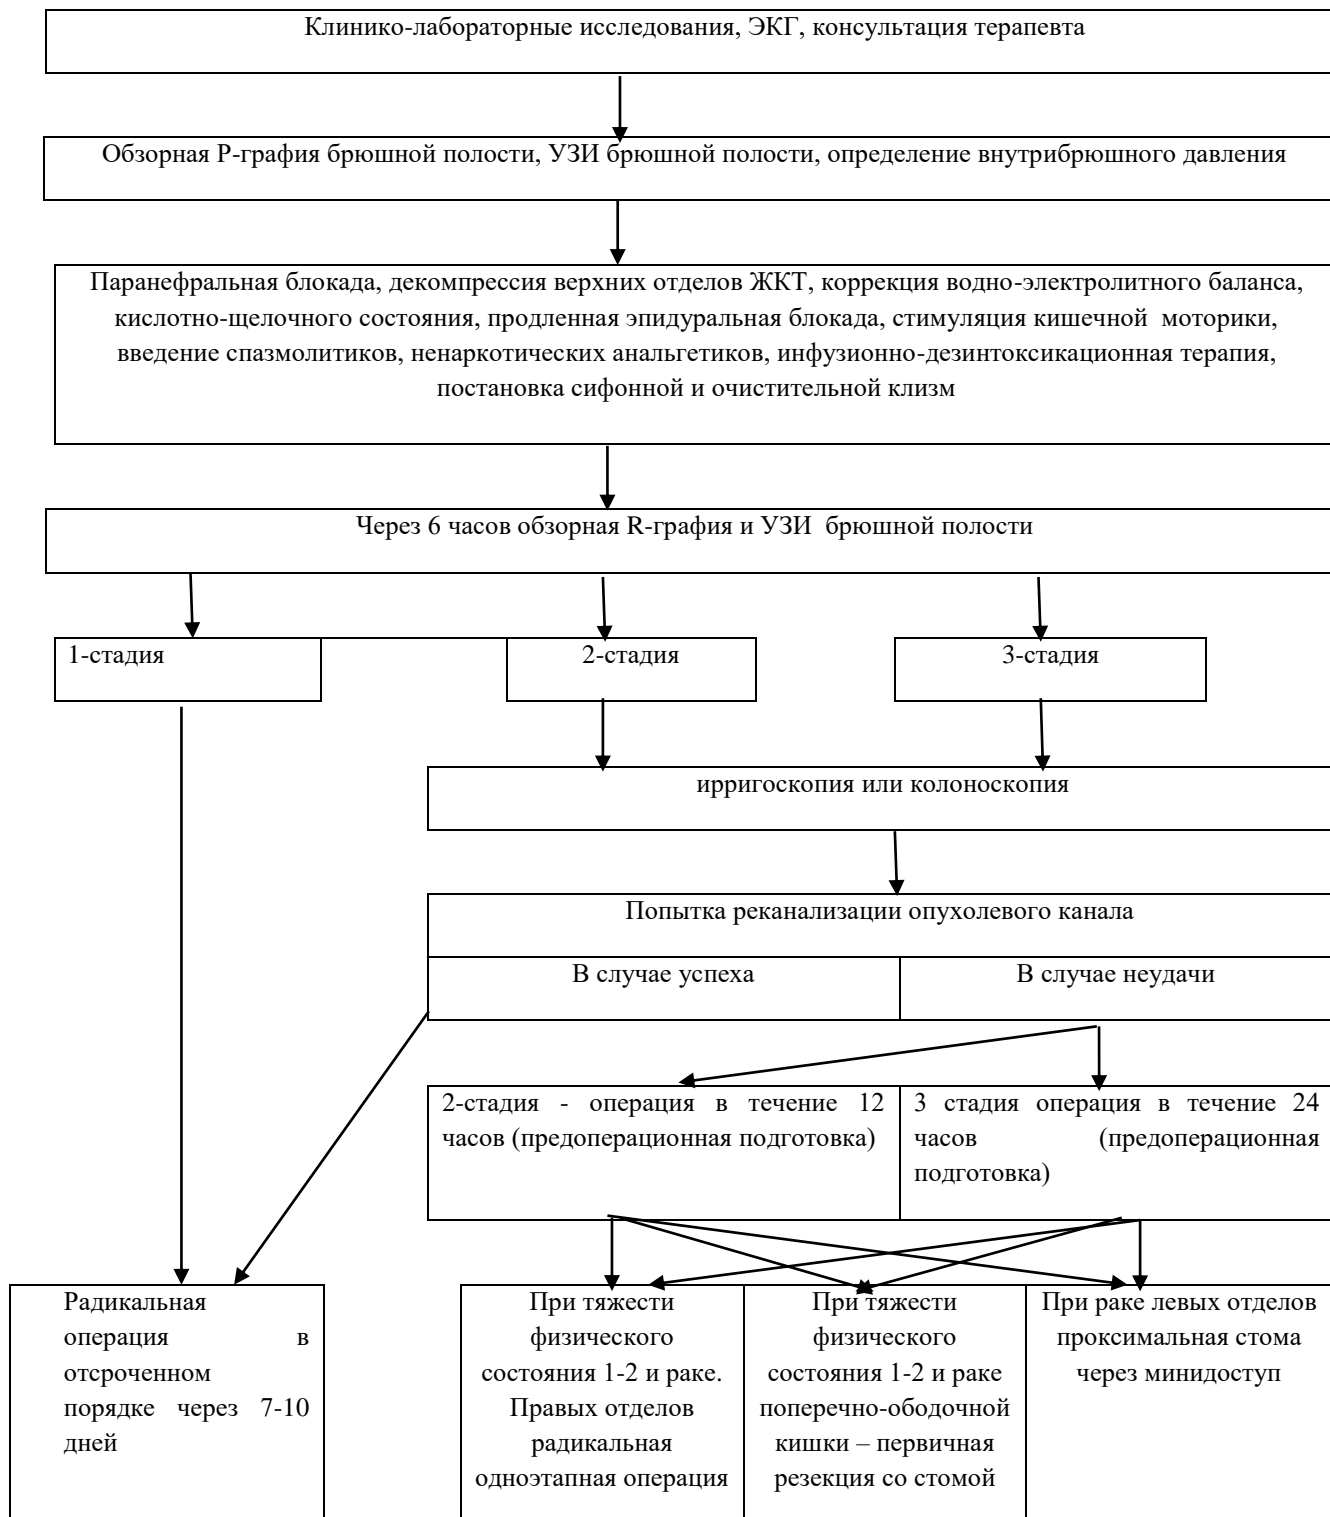 Клинико-лабораторные исследования, ЭКГ, консультация терапевта
Обзорная Р-графия брюшной полости, УЗИ брюшной полости, определение внутрибрюшного давления
Паранефральная блокада, декомпрессия верхних отделов ЖКТ, коррекция водно-электролитного баланса,
кислотно-щелочного состояния, продленная эпидуральная блокада, стимуляция кишечной моторики,
введение спазмолитиков, ненаркотических анальгетиков, инфузионно-дезинтоксикационная терапия,
постановка сифонной и очистительной клизм
Через 6 часов обзорная R-графия и УЗИ брюшной полости
1-стадия
2-стадия
3-стадия
ирригоскопия или колоноскопия
Попытка реканализации опухолевого канала
В случае успеха
В случае неудачи
2-стадия - операция в течение 12
часов (предоперационная подготовка)
3 стадия операция в течение 24
часов (предоперационная
подготовка)
Радикальная
операция в
отсроченном
порядке через 7-10
дней
При тяжести
физического
состояния 1-2 и раке.
Правых отделов
радикальная
одноэтапная операция
При тяжести
физического
состояния 1-2 и раке
поперечно-ободочной
кишки – первичная
резекция со стомой
При раке левых отделов
проксимальная стома
через минидоступ